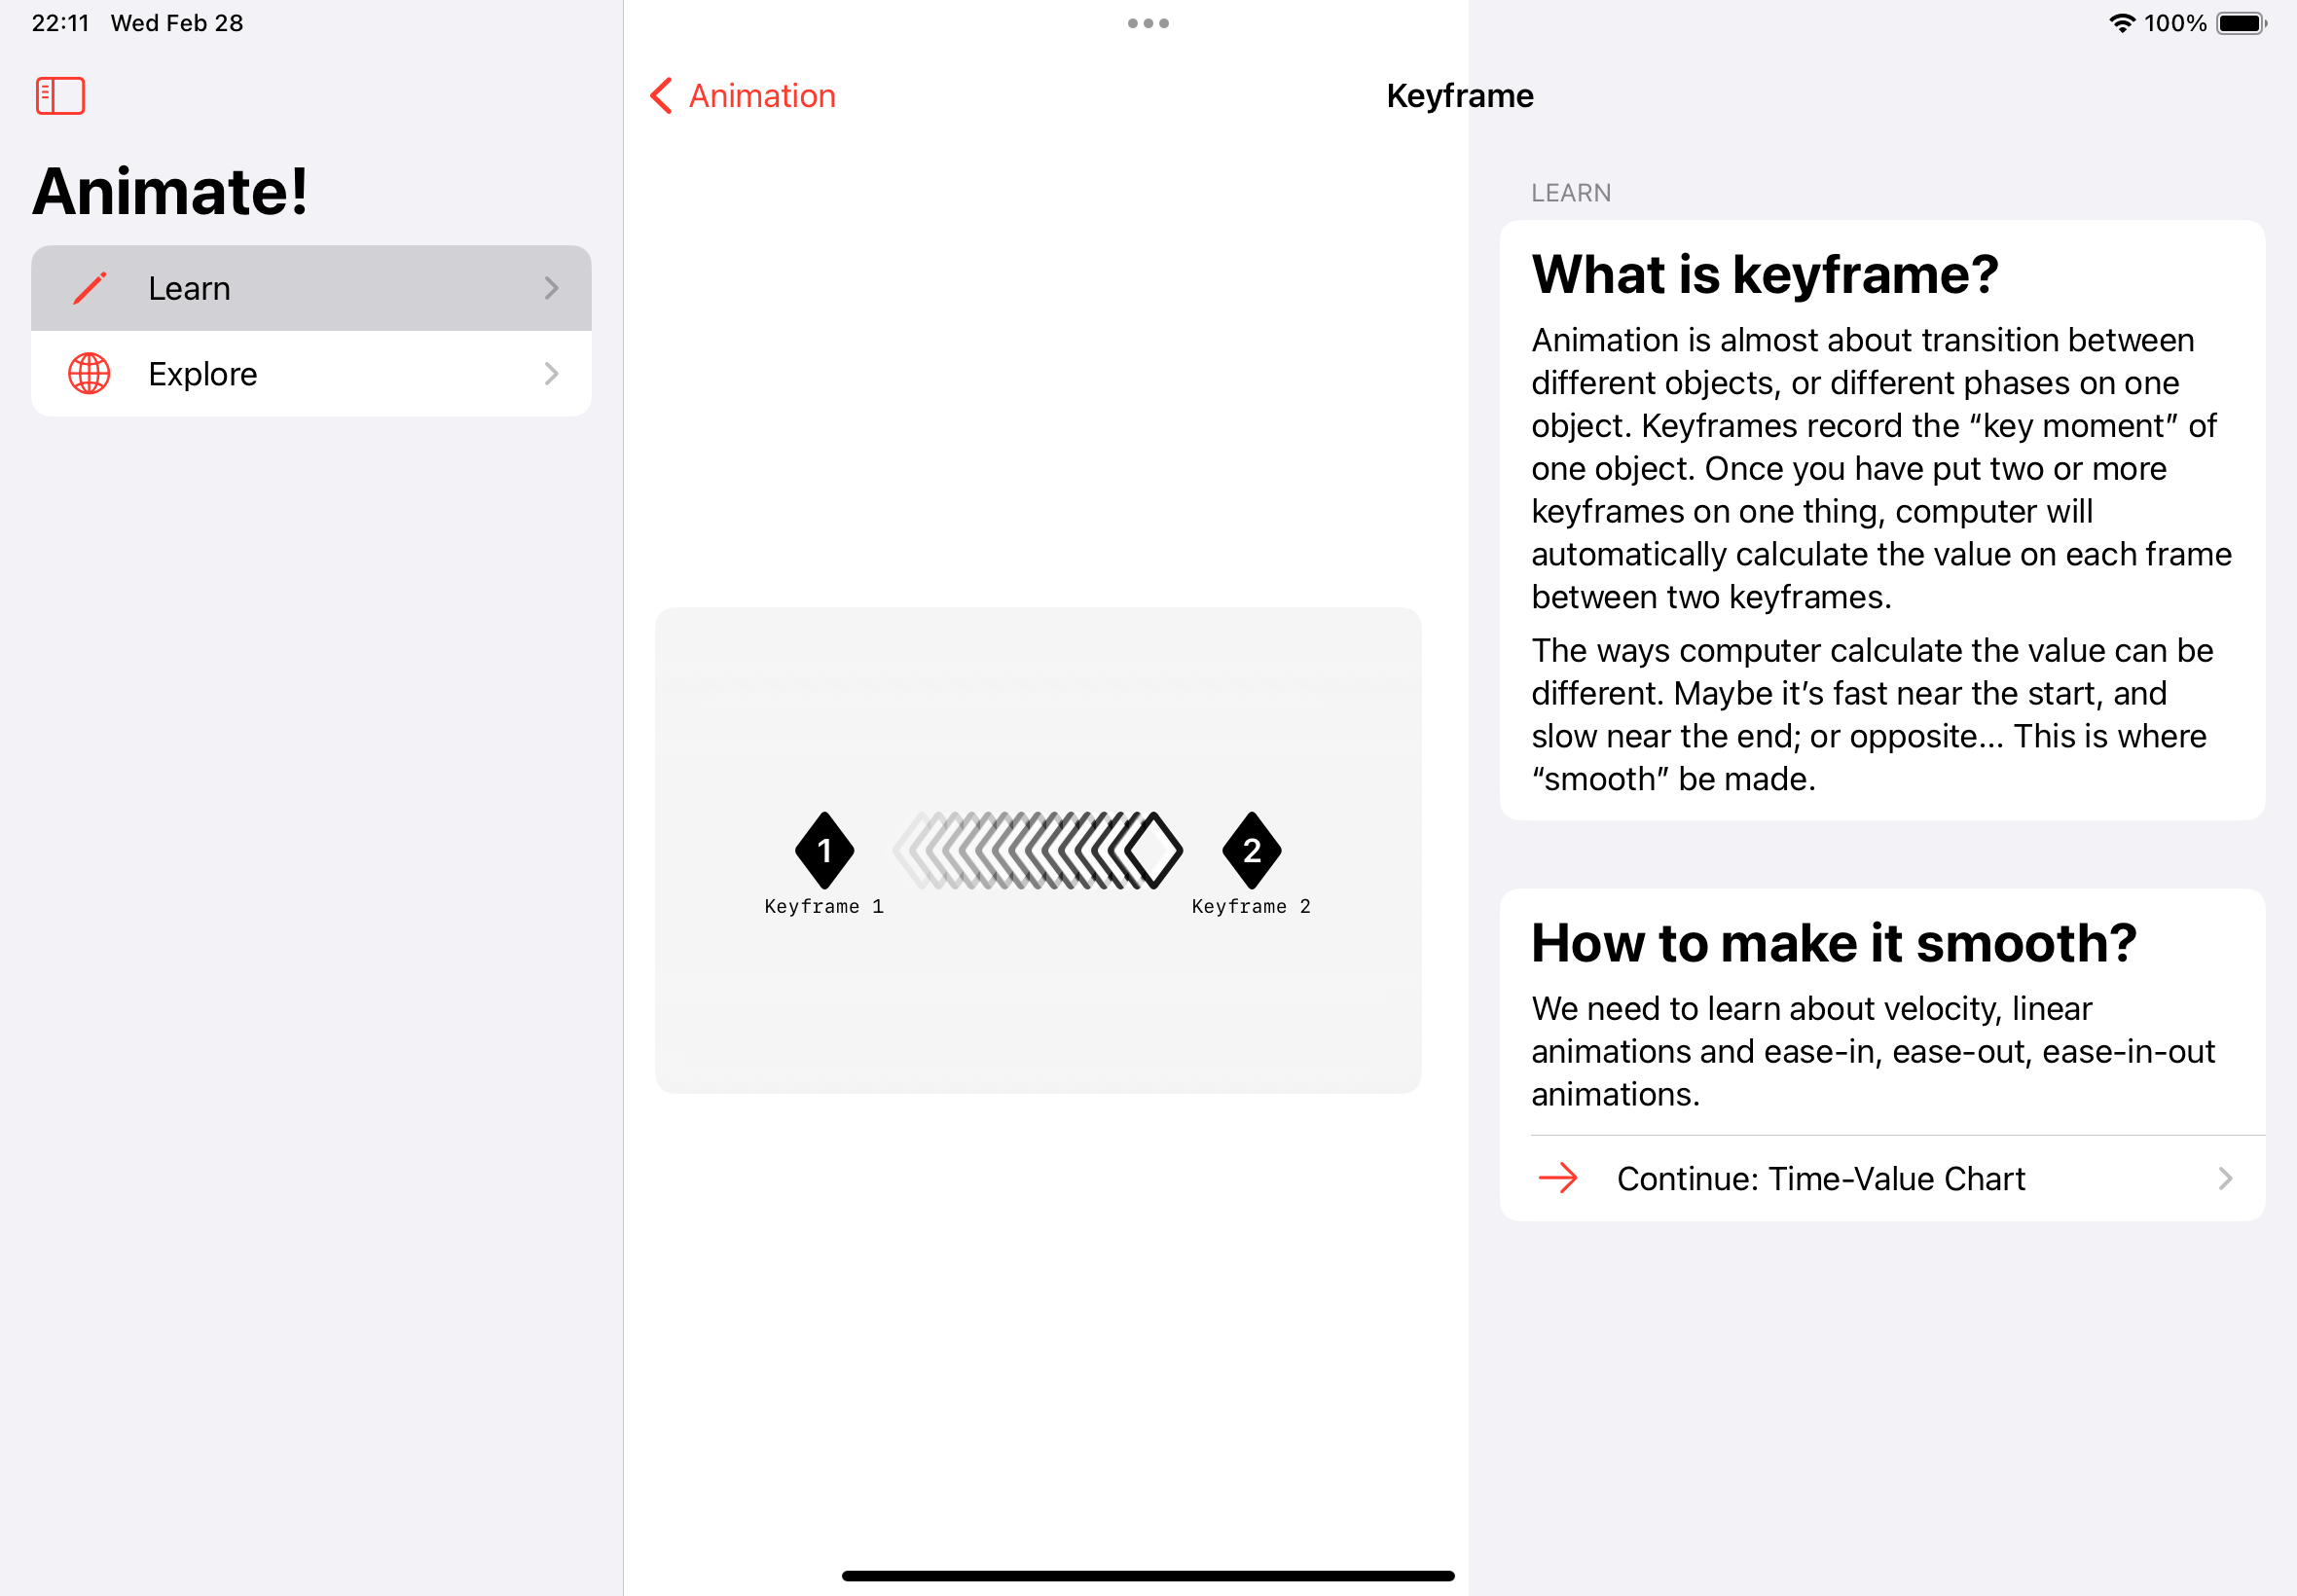 22:11 Wed Feb 28
100%
Animate!
Learn
Explore
Animation
Keyframe
1
2
Keyframe 1
Keyframe 2
LEARN
What is keyframe?
Animation is almost about transition between
different objects, or different phases on one
object. Keyframes record the “key moment” of
one object. Once you have put two or more
keyframes on one thing, computer will
automatically calculate the value on each frame
between two keyframes.
The ways computer calculate the value can be
different. Maybe it’s fast near the start, and
slow near the end; or opposite... This is where
“smooth” be made.
How to make it smooth?
We need to learn about velocity, linear
animations and ease-in, ease-out, ease-in-out
animations.
Continue: Time-Value Chart